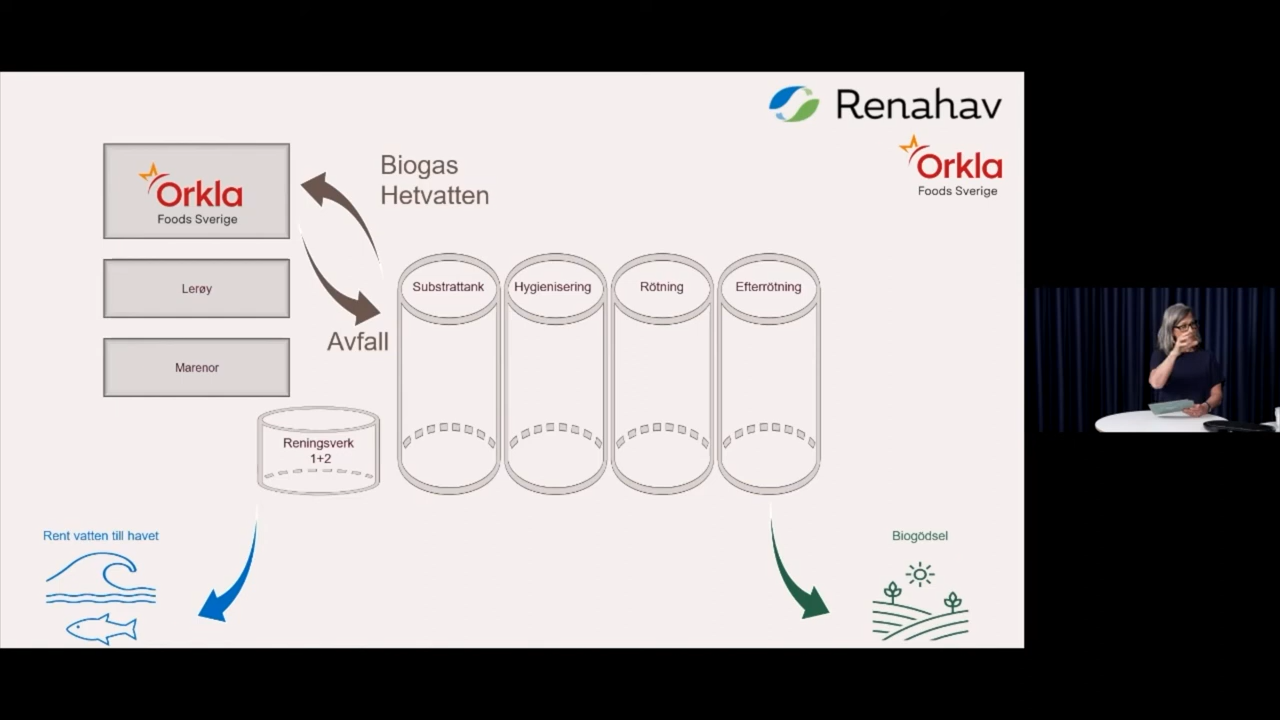 Renahav
Orkla
Foods Sverige
Orkla
Foods Sverige
Biogas
Hetvatten
Lerøy
Marenor
Avfall
Substrattank
Hygienisering
Rötning
Efterrötning
Reningsverk
1+2
Rent vatten till havet
Biogödsel